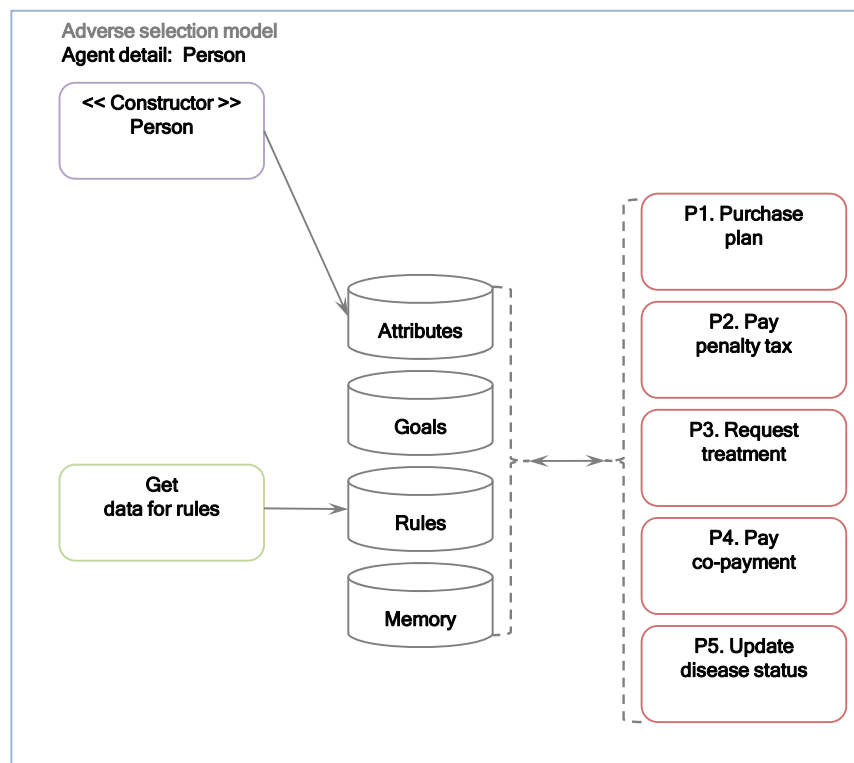 Adverse selection model
Agent detail:  Person
<< Constructor >>
Person
Attributes
Goals
Get
data for rules
Rules
Memory
P1. Purchase
plan
P2. Pay
penalty tax
P3. Request
treatment
P4. Pay
co-payment
P5. Update
disease status